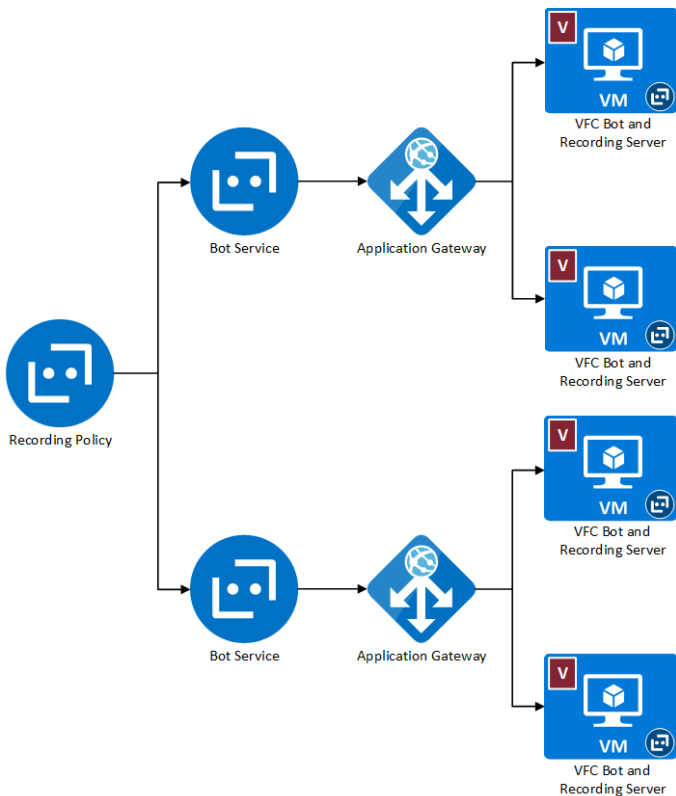 V
VM
VFC Bot and
Recording Server
Bot Service
Application Gateway
V
VM
VFC Bot and
Recording Server
Recording Policy
V
VM
VFC Bot and
Recording Server
Bot Service
Application Gateway
V
VM
VFC Bot and
Recording Server